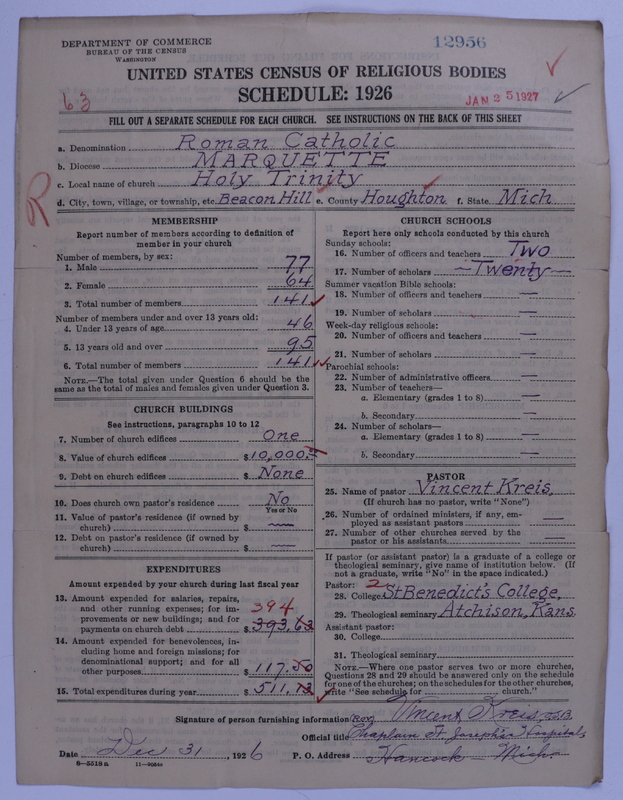 DEPARTMENT OF COMMERCE
BUREAU OF THE CENSUS
WASHINGTON
12956
UNITED STATES CENSUS OF RELIGIOUS BODIES
SCHEDULE: 1926
63
JAN 25 1927
FILL OUT A SEPARATE SCHEDULE FOR EACH CHURCH. SEE INSTRUCTIONS ON THE BACK OF THIS SHEET
a. Denomination Roman Catholic
b. Diocese MARQUETTE
c. Local name of church Holy Trinity
d. City, town, village, or township, etc. Beacon Hill e. County Houghton f. State Mich
R
MEMBERSHIP
Report number of members according to definition of
member in your church
Number of members, by sex:
1. Male 77
2. Female 64
3. Total number of members 141
Number of members under and over 13 years old:
4. Under 13 years of age 46
5. 13 years old and over 95
6. Total number of members 141
NOTE.—The total given under Question 6 should be the
same as the total of males and females given under Question 3.
CHURCH BUILDINGS
See instructions, paragraphs 10 to 12
7. Number of church edifices One
8. Value of church edifices $10,000
9. Debt on church edifices $ None
10. Does church own pastor's residence No
Yes or No
11. Value of pastor's residence (if owned by
church) $
12. Debt on pastor's residence (if owned by
church) $
EXPENDITURES
Amount expended by your church during last fiscal year
13. Amount expended for salaries, repairs,
and other running expenses; for im- 394
provements or new buildings; and for
payments on church debt $ 393.63
14. Amount expended for benevolences, in-
cluding home and foreign missions; for
denominational support; and for all
other purposes $ 117.50
15. Total expenditures during year $ 511.13
CHURCH SCHOOLS
Report here only schools conducted by this church
Sunday schools:
16. Number of officers and teachers Two
17. Number of scholars —Twenty—
Summer vacation Bible schools:
18. Number of officers and teachers —
19. Number of scholars —
Week-day religious schools:
20. Number of officers and teachers —
21. Number of scholars —
Parochial schools:
22. Number of administrative officers —
23. Number of teachers—
a. Elementary (grades 1 to 8) —
b. Secondary —
24. Number of scholars—
a. Elementary (grades 1 to 8) —
b. Secondary —
PASTOR
25. Name of pastor Vincent Kreis,
(If church has no pastor, write "None")
26. Number of ordained ministers, if any, em-
ployed as assistant pastors —
27. Number of other churches served by the
pastor or his assistants —
If pastor (or assistant pastor) is a graduate of a college or
theological seminary, give name of institution below. (If
not a graduate, write "No" in the space indicated.)
Pastor: 2
28. College St Benedict's College,
29. Theological seminary Atchison, Kans.
Assistant pastor:
30. College
31. Theological seminary
NOTE.—Where one pastor serves two or more churches,
Questions 28 and 29 should be answered only on the schedule
for one of the churches; on the schedules for the other churches,
write "See schedule for church."
Signature of person furnishing information Rev. Vincent Kreis O.S.B.
Official title Chaplain St. Joseph's Hospital,
Date Dec 31, 1926 P. O. Address Hancock — Mich.
8—5518a 11—9064a